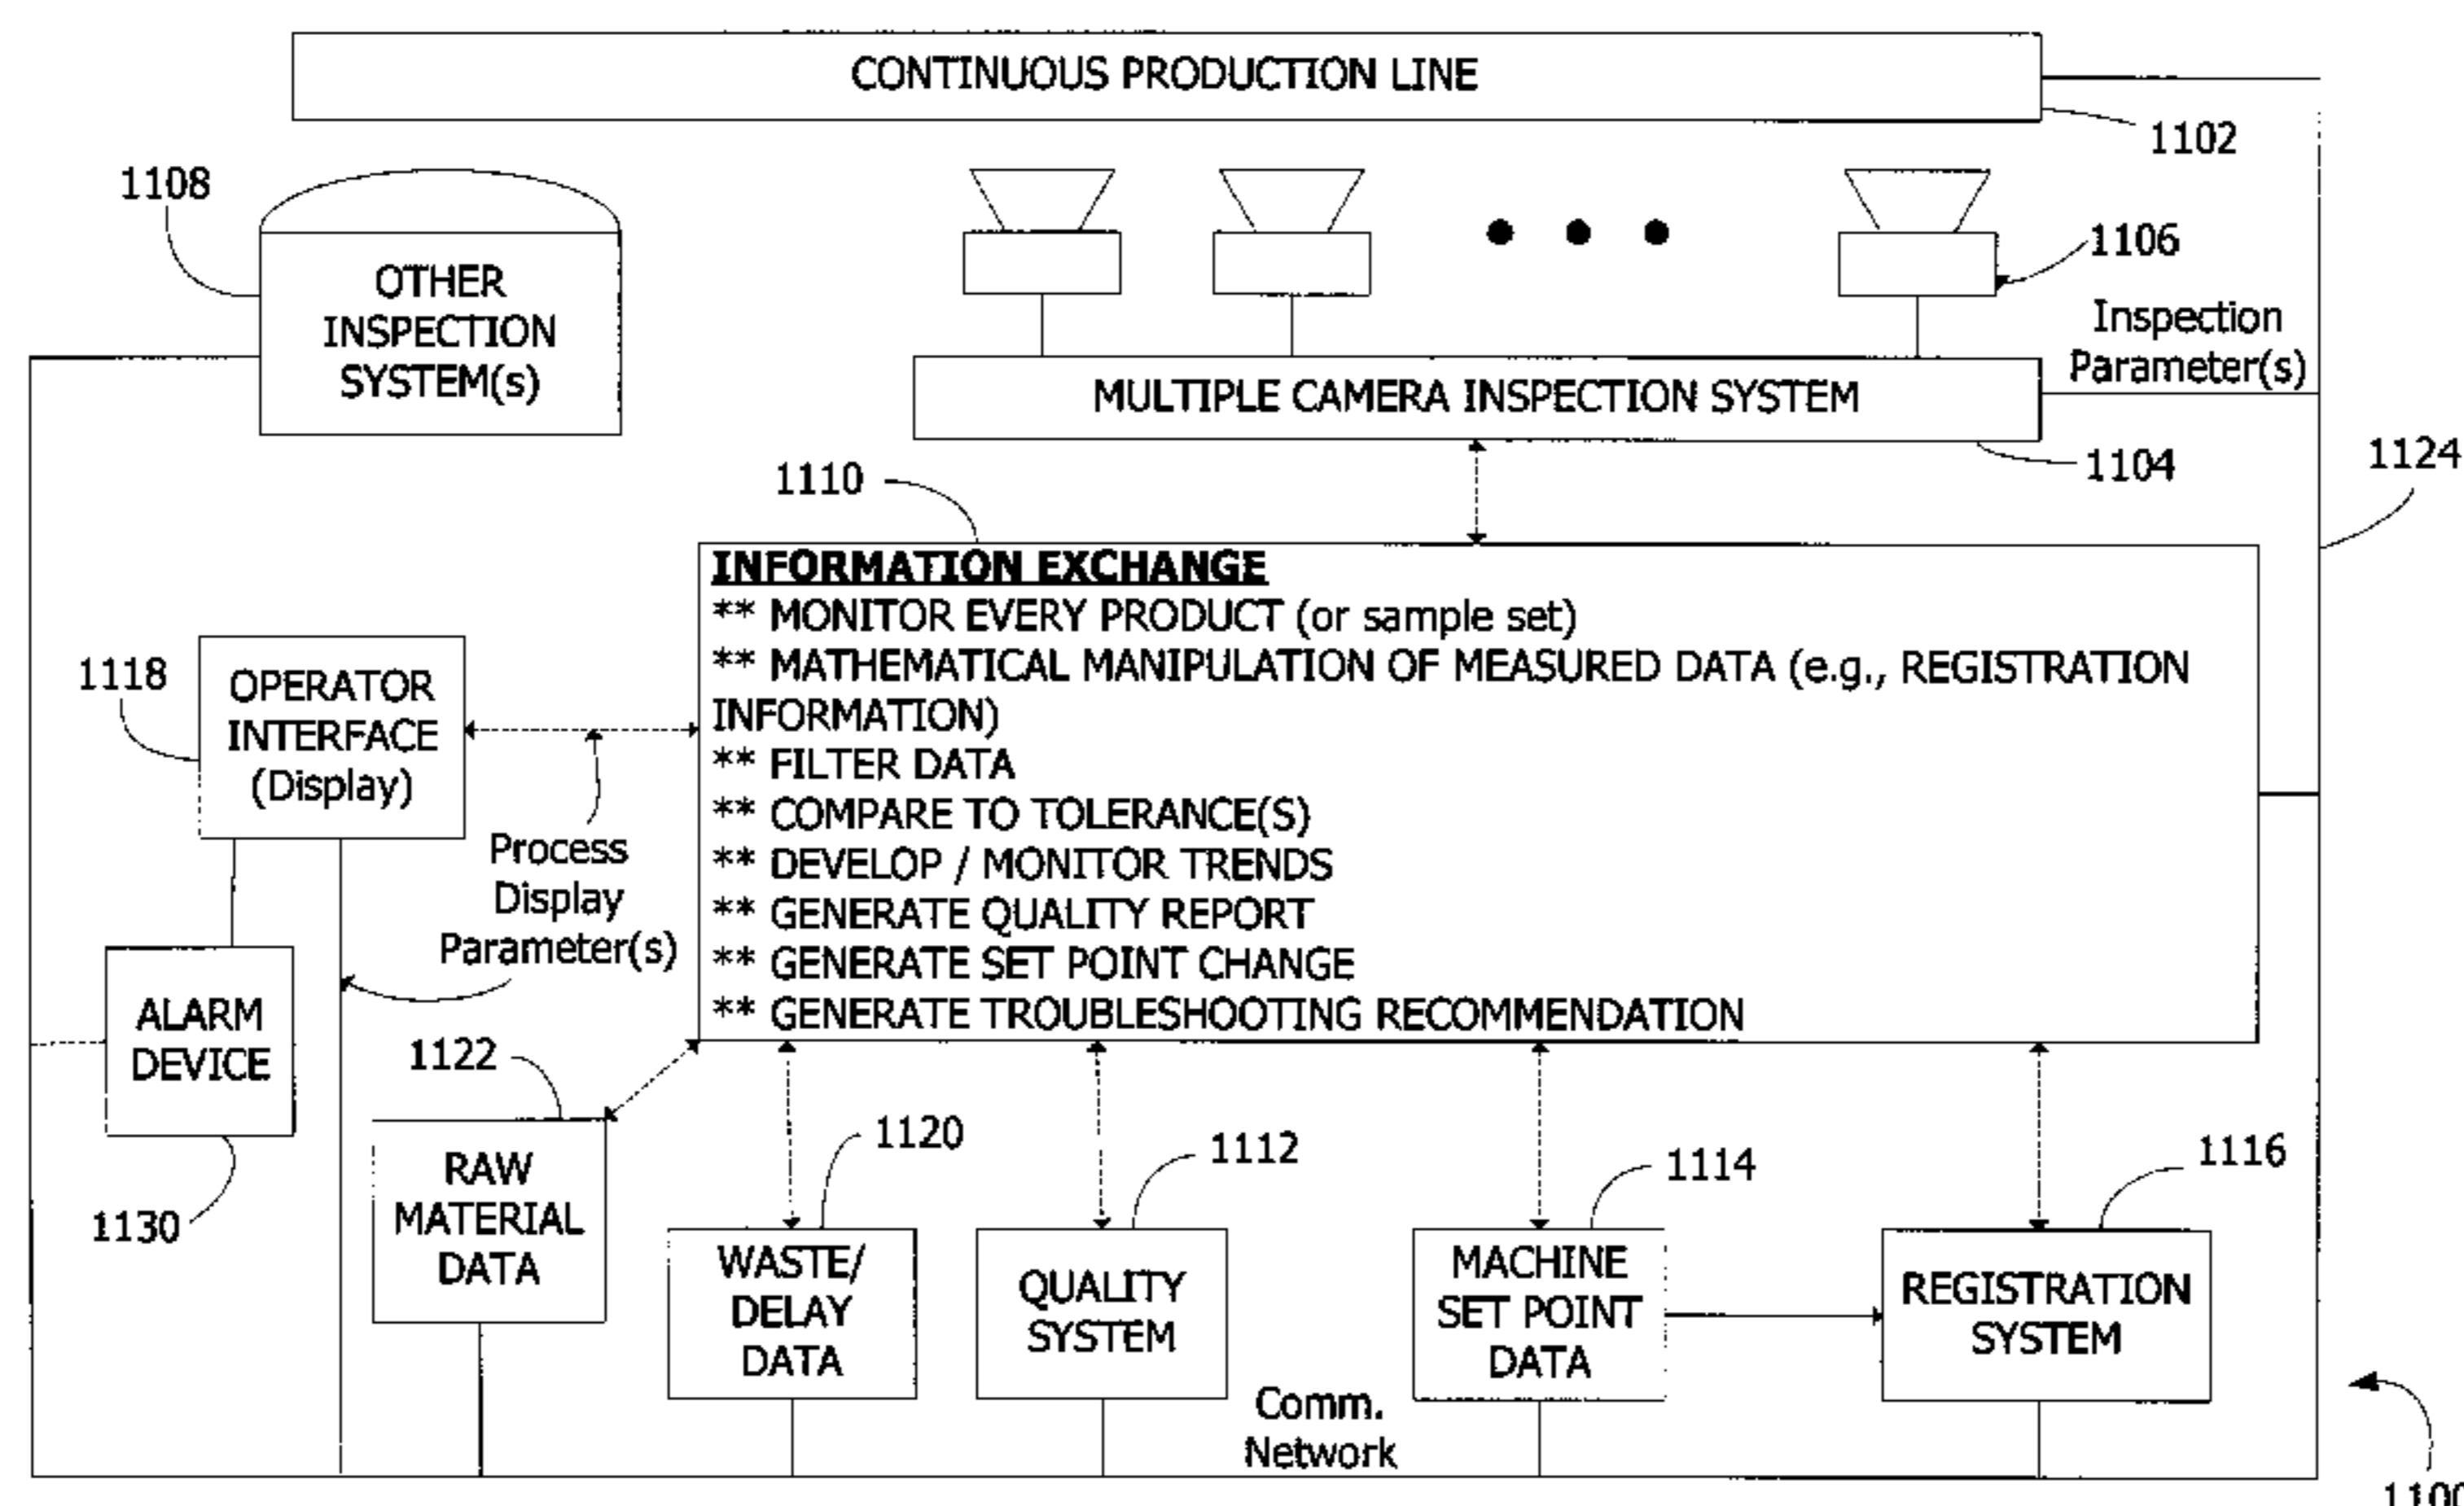 CONTINUOUS PRODUCTION LINE
1102
1108
1106
OTHER
INSPECTION
SYSTEM(s)
Inspection
Parameter(s)
MULTIPLE CAMERA INSPECTION SYSTEM
1104
1124
1110
INFORMATION EXCHANGE
** MONITOR EVERY PRODUCT (or sample set)
** MATHEMATICAL MANIPULATION OF MEASURED DATA (e.g., REGISTRATION
INFORMATION)
** FILTER DATA
** COMPARE TO TOLERANCE(S)
** DEVELOP / MONITOR TRENDS
** GENERATE QUALITY REPORT
** GENERATE SET POINT CHANGE
** GENERATE TROUBLESHOOTING RECOMMENDATION
1118
OPERATOR
INTERFACE
(Display)
Process
Display
Parameter(s)
ALARM
DEVICE
1130
1122
RAW
MATERIAL
DATA
1120
WASTE/
DELAY
DATA
1112
QUALITY
SYSTEM
Comm.
Network
1114
MACHINE
SET POINT
DATA
1116
REGISTRATION
SYSTEM